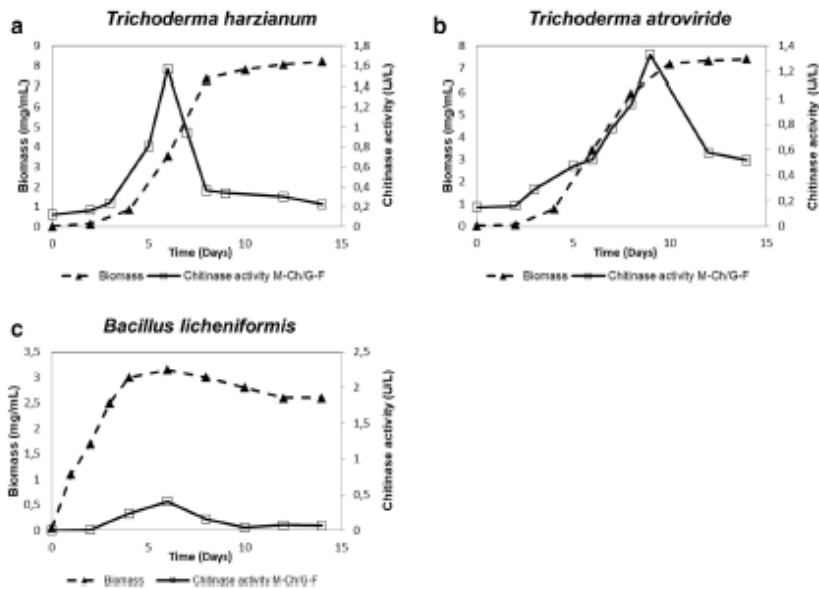 a
Trichoderma harzianum
Biomass (mg/mL)
9
8
7
6
5
4
3
2
1
0
Chitinase activity (U/L)
1,8
1,6
1,4
1,2
1
0,8
0,6
0,4
0,2
0
0 5 10 15
Time (Days)
Biomass Chitinase activity M-Ch/G-F
b
Trichoderma atroviride
Biomass (mg/mL)
8
7
6
5
4
3
2
1
0
Chitinase activity (U/L)
1,4
1,2
1
0,8
0,6
0,4
0,2
0
0 5 10 15
Time (Days)
Biomass Chitinase activity M-Ch/G-F
c
Bacillus licheniformis
Biomass (mg/mL)
3,5
3
2,5
2
1,5
1
0,5
0
Chitinase activity (U/L)
2,5
2
1,5
1
0,5
0
0 5 10 15
Time (Days)
Biomass Chitinase activity M-Ch/G-F